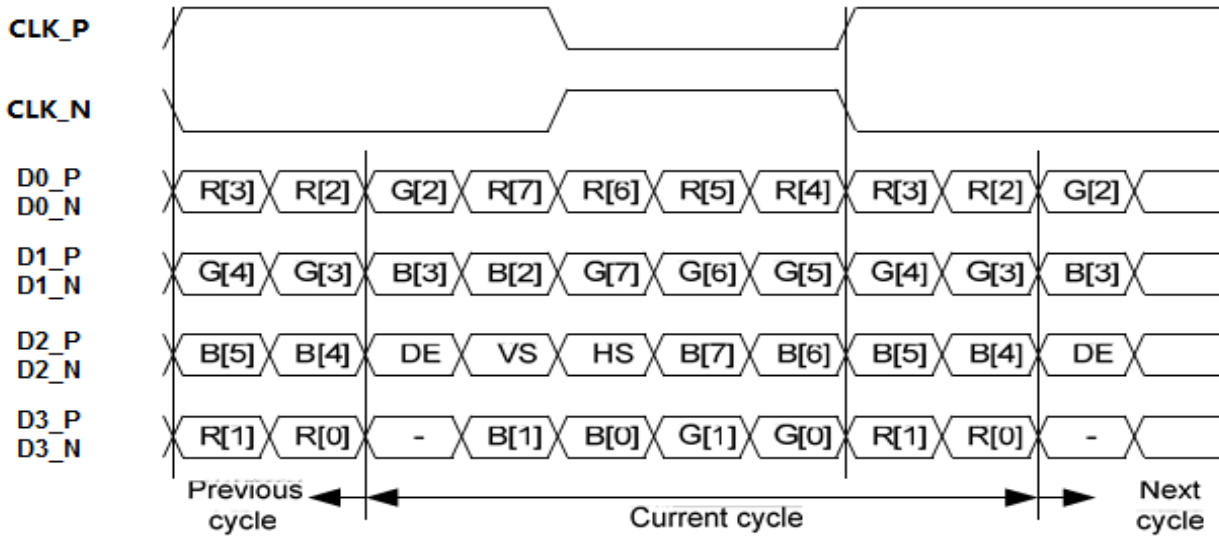 CLK_P
CLK_N
D0_P
D0_N
R[3] R[2] G[2] R[7] R[6] R[5] R[4] R[3] R[2] G[2]
D1_P
D1_N
G[4] G[3] B[3] B[2] G[7] G[6] G[5] G[4] G[3] B[3]
D2_P
D2_N
B[5] B[4] DE VS HS B[7] B[6] B[5] B[4] DE
D3_P
D3_N
R[1] R[0] - B[1] B[0] G[1] G[0] R[1] R[0] -
Previous
cycle
Current cycle
Next
cycle